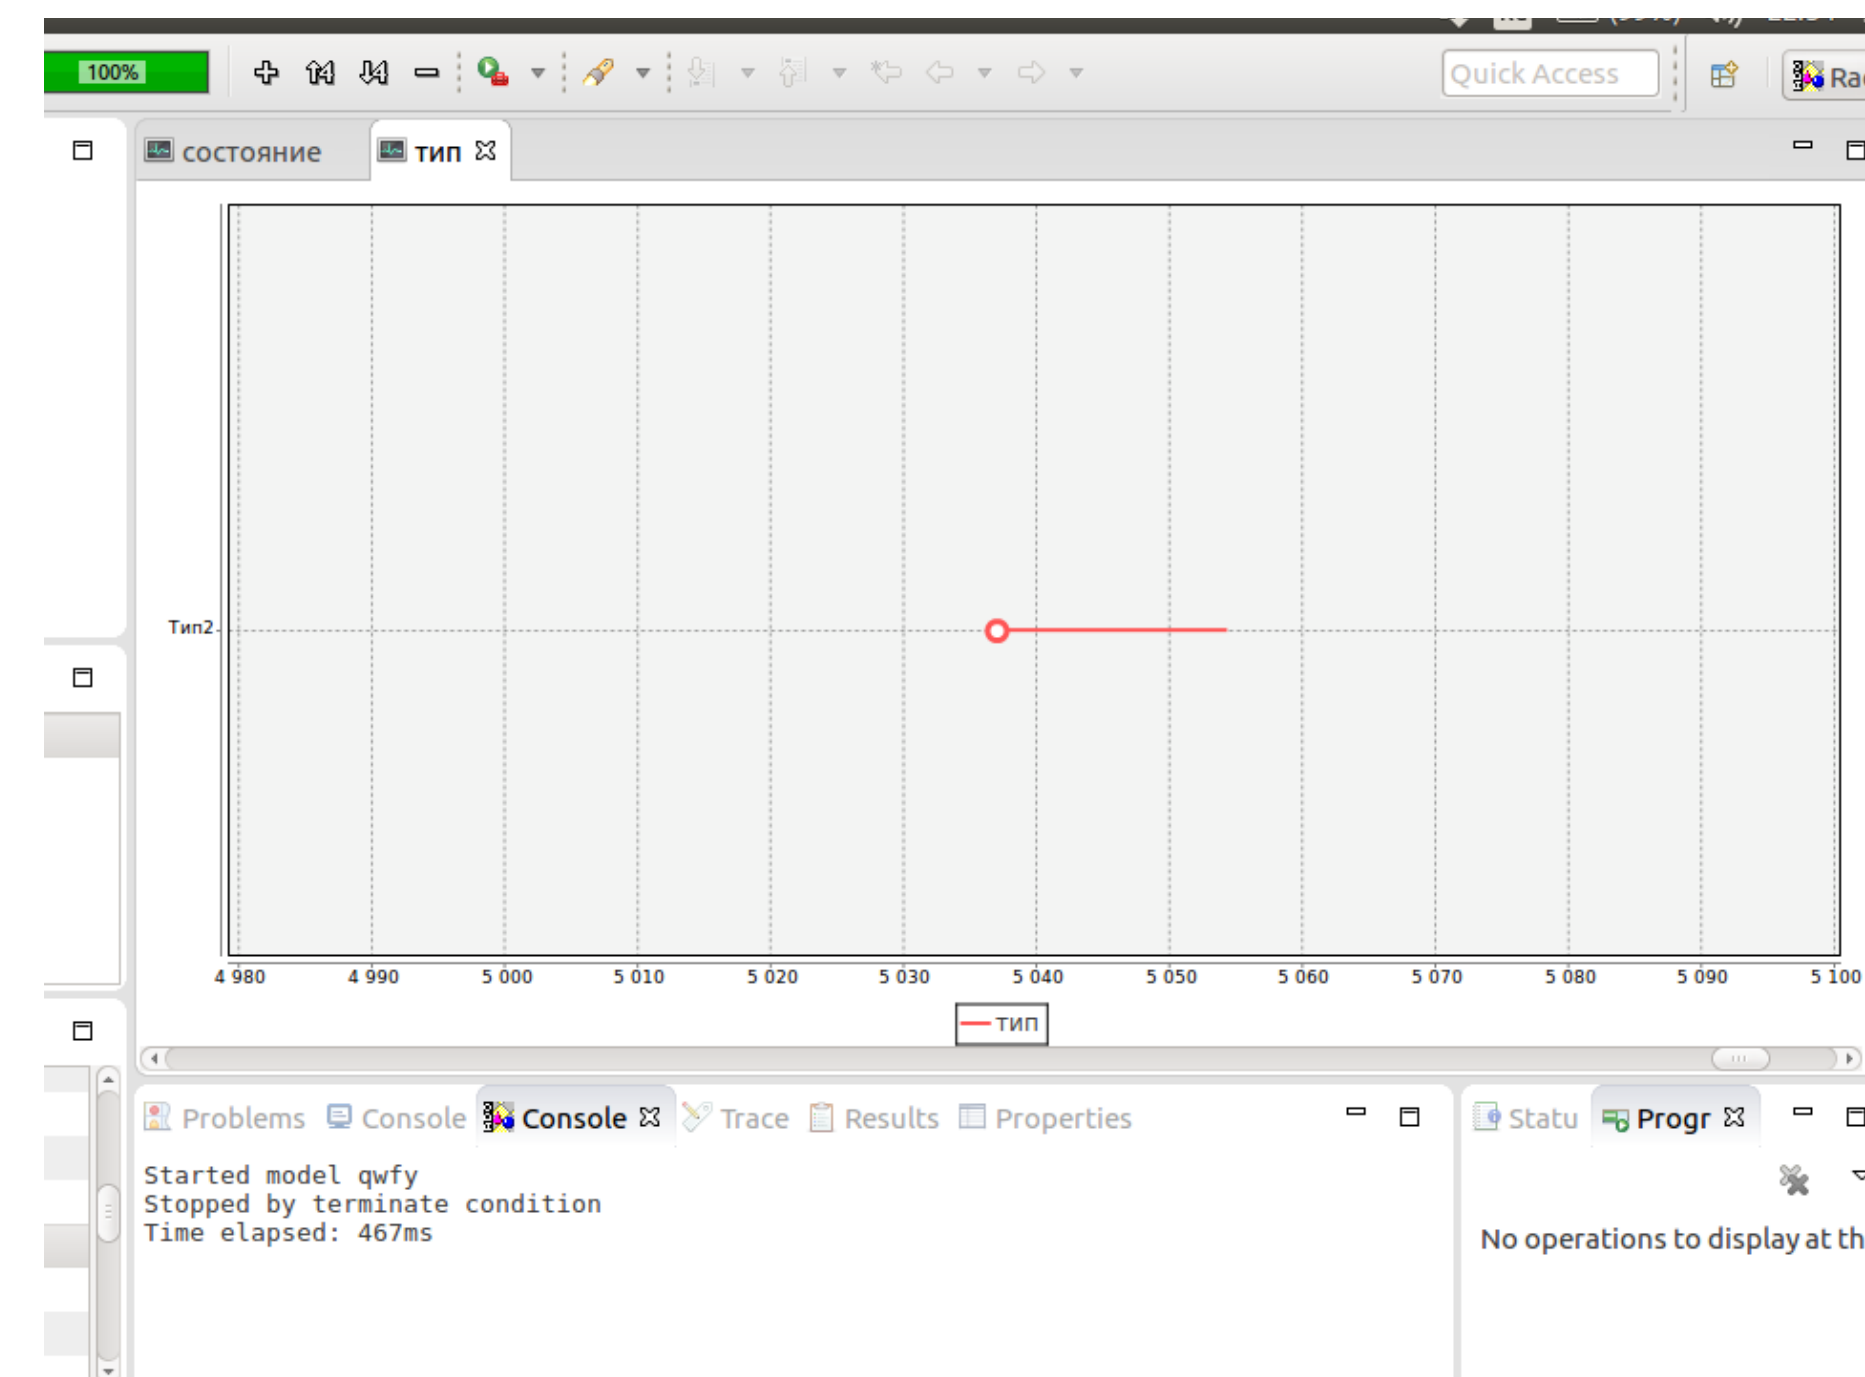 100%
Quick Access
состояние
тип
Тип2
4 980 4 990 5 000 5 010 5 020 5 030 5 040 5 050 5 060 5 070 5 080 5 090 5 100
тип
Problems Console Console Trace Results Properties
Statu Progr
Started model qwfy
Stopped by terminate condition
Time elapsed: 467ms
No operations to display at th